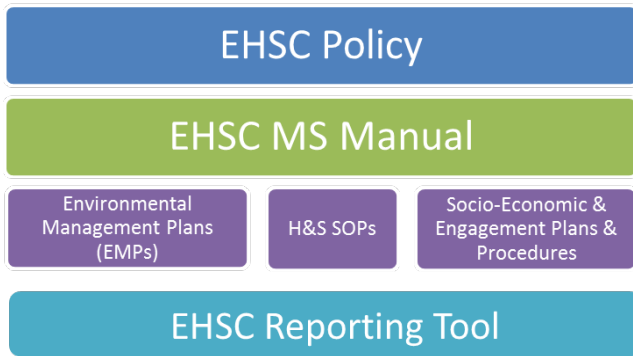 EHSC Policy
EHSC MS Manual
Environmental
Management Plans
(EMPs)
H&S SOPs
Socio-Economic &
Engagement Plans &
Procedures
EHSC Reporting Tool